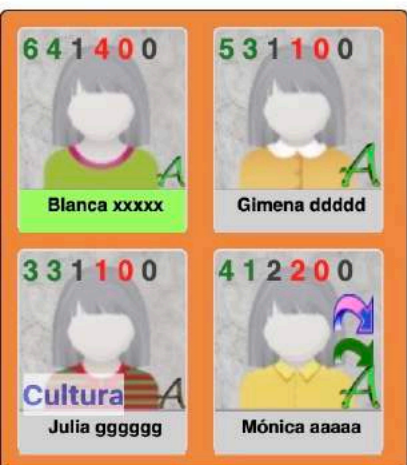 6 4 1 4 0 0
A
Blanca xxxxx
5 3 1 1 0 0
A
Gimena ddddd
3 3 1 1 0 0
Cultura A
Julia gggggg
4 1 2 2 0 0
A
Mónica aaaaa